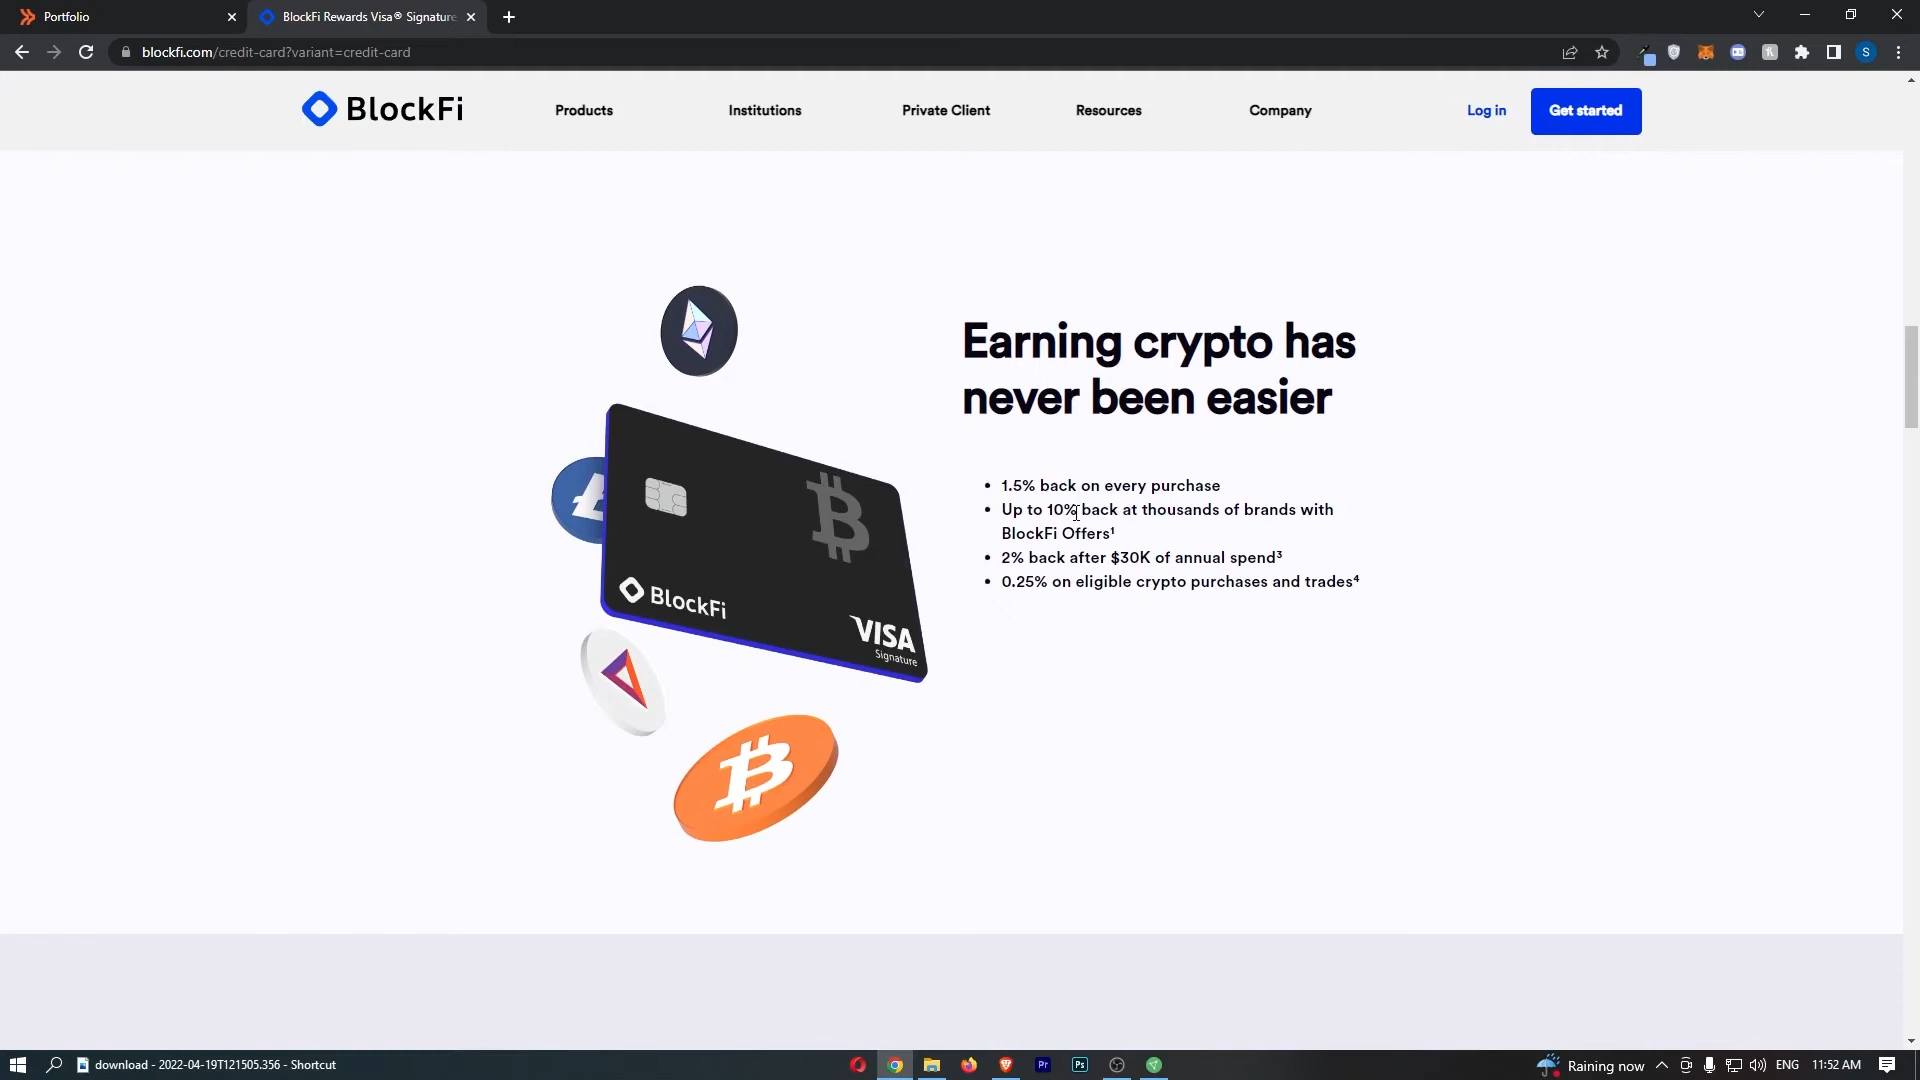 Portfolio
BlockFi Rewards Visa® Signature
blockfi.com/credit-card?variant=credit-card
S
BlockFi
Products
Institutions
Private Client
Resources
Company
Log in
Get started
Earning crypto has
never been easier
• 1.5% back on every purchase
• Up to 10% back at thousands of brands with
BlockFi Offers¹
• 2% back after $30K of annual spend³
• 0.25% on eligible crypto purchases and trades⁴
BlockFi
VISA
Signature
download - 2022-04-19T121505.356 - Shortcut
Pr
Ps
Raining now
ENG
11:52 AM